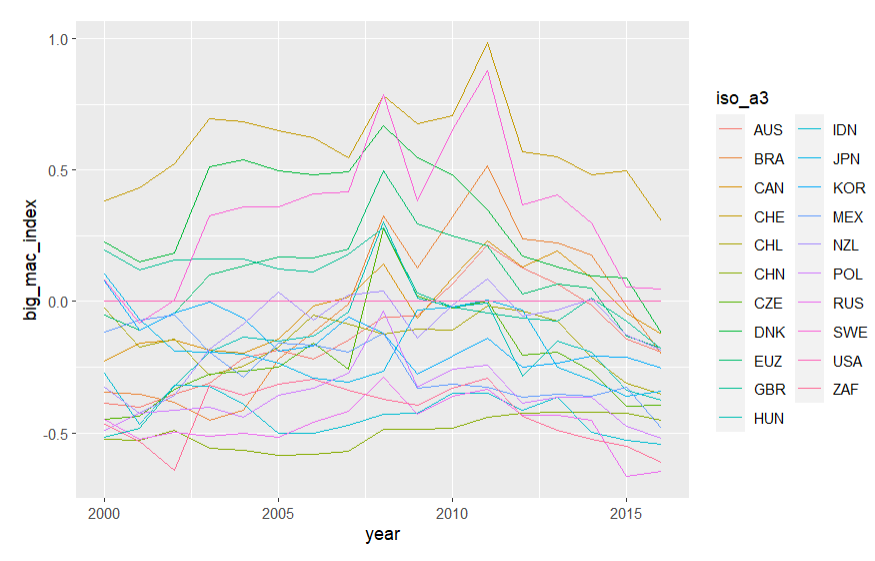 1.0
0.5
0.0
-0.5
big_mac_index
2000 2005 2010 2015
year
iso_a3
AUS IDN
BRA JPN
CAN KOR
CHE MEX
CHL NZL
CHN POL
CZE RUS
DNK SWE
EUZ USA
GBR ZAF
HUN